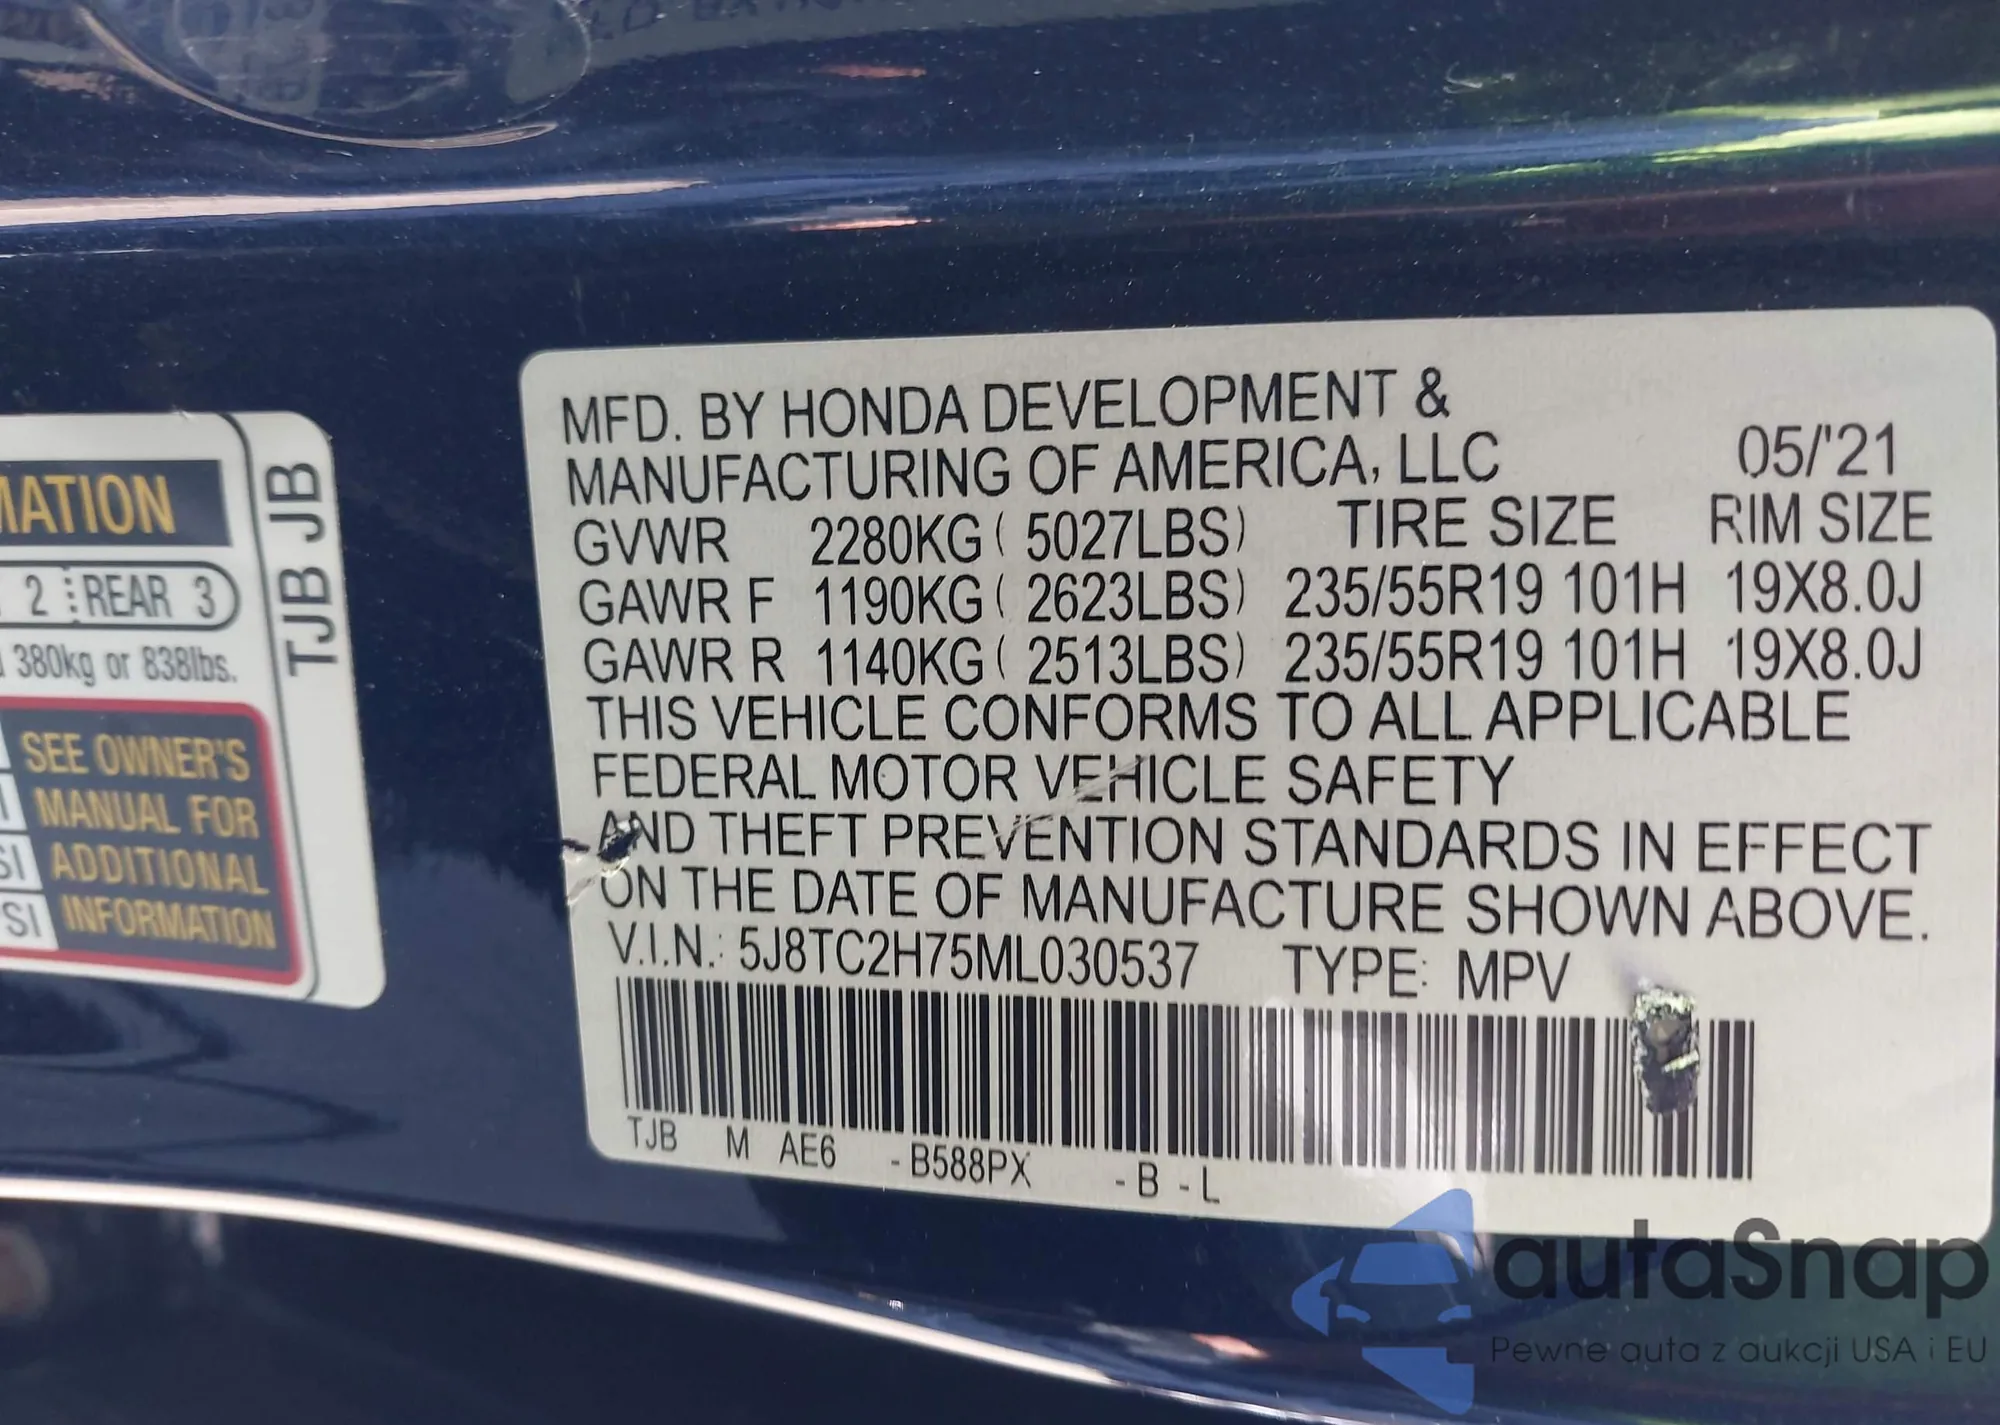 MATION
2 REAR 3
380kg or 838lbs.
SEE OWNER'S
MANUAL FOR
ADDITIONAL
INFORMATION
SI
SI
TJB JB
MFD. BY HONDA DEVELOPMENT &
MANUFACTURING OF AMERICA, LLC 05/'21
GVWR 2280KG ( 5027LBS) TIRE SIZE RIM SIZE
GAWR F 1190KG ( 2623LBS) 235/55R19 101H 19X8.0J
GAWR R 1140KG ( 2513LBS) 235/55R19 101H 19X8.0J
THIS VEHICLE CONFORMS TO ALL APPLICABLE
FEDERAL MOTOR VEHICLE SAFETY
AND THEFT PREVENTION STANDARDS IN EFFECT
ON THE DATE OF MANUFACTURE SHOWN ABOVE.
V.I.N.: 5J8TC2H75ML030537 TYPE: MPV
TJB M AE6 -B588PX -B -L
autaSnap
Pewne auta z aukcji USA i EU